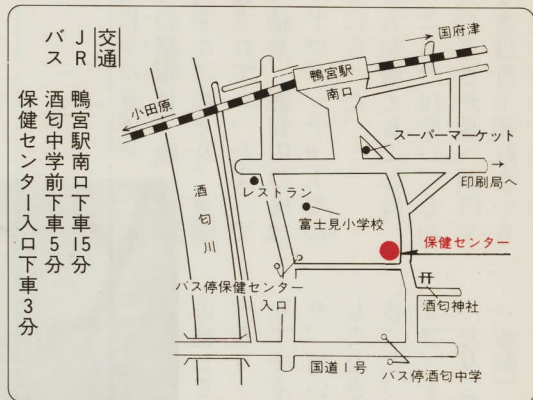 交通
JR 鴨宮駅南口下車15分
バス 酒匂中学前下車5分
保健センター入口下車3分
国府津
鴨宮駅
南口
小田原
スーパーマーケット
印刷局へ
レストラン
酒匂川
富士見小学校
保健センター
バス停保健センター
入口
酒匂神社
国道1号
バス停酒匂中学